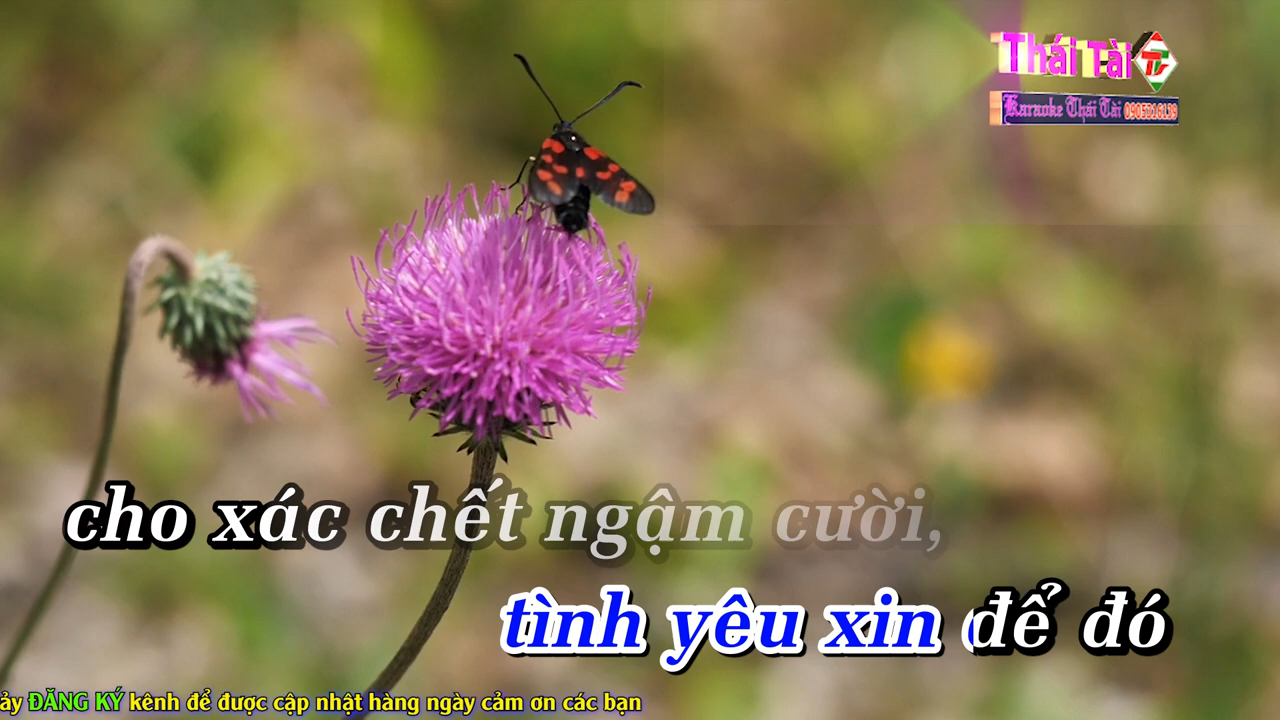 Thái Tài
Karaoke Thái Tài 0905216139
cho xác chết ngậm cười,
tình yêu xin để đó
ĐĂNG KÝ kênh để được cập nhật hàng ngày cảm ơn các bạn